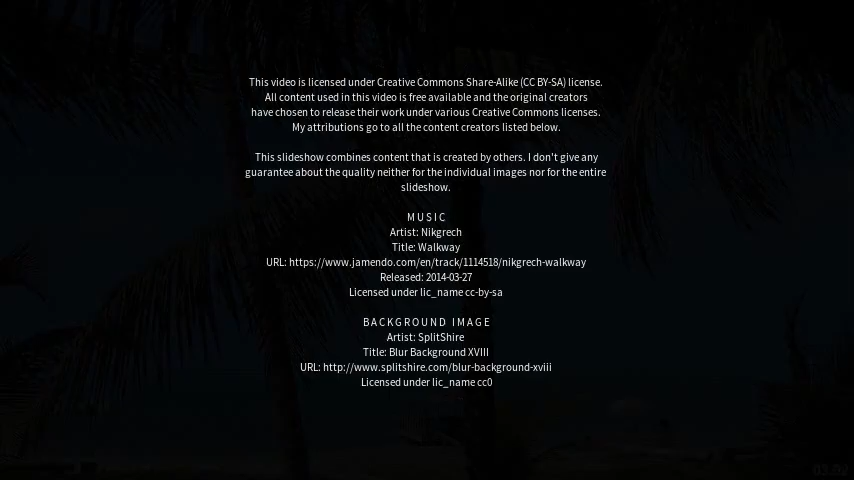 This video is licensed under Creative Commons Share-Alike (CC BY-SA) license.
All content used in this video is free available and the original creators
have chosen to release their work under various Creative Commons licenses.
My attributions go to all the content creators listed below.
This slideshow combines content that is created by others. I don't give any
guarantee about the quality neither for the individual images nor for the entire
slideshow.
MUSIC
Artist: Nikgrech
Title: Walkway
URL: https://www.jamendo.com/en/track/1114518/nikgrech-walkway
Released: 2014-03-27
Licensed under lic_name cc-by-sa
BACKGROUND IMAGE
Artist: SplitShire
Title: Blur Background XVIII
URL: http://www.splitshire.com/blur-background-xviii
Licensed under lic_name cc0